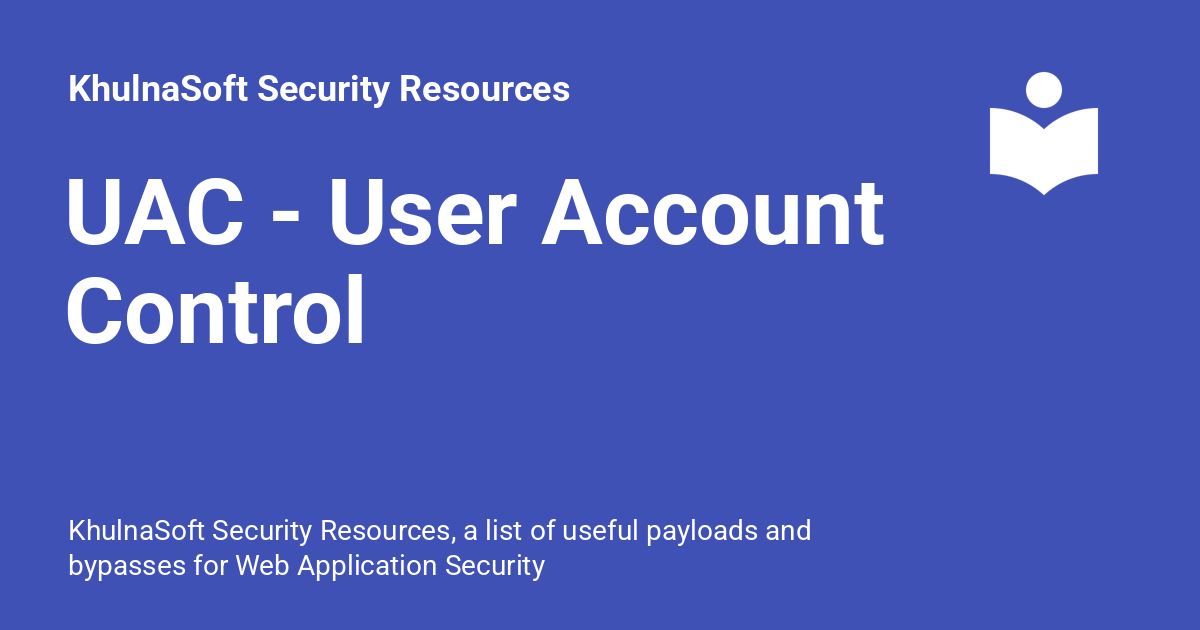 KhulnaSoft Security Resources
UAC - User Account
Control
KhulnaSoft Security Resources, a list of useful payloads and
bypasses for Web Application Security